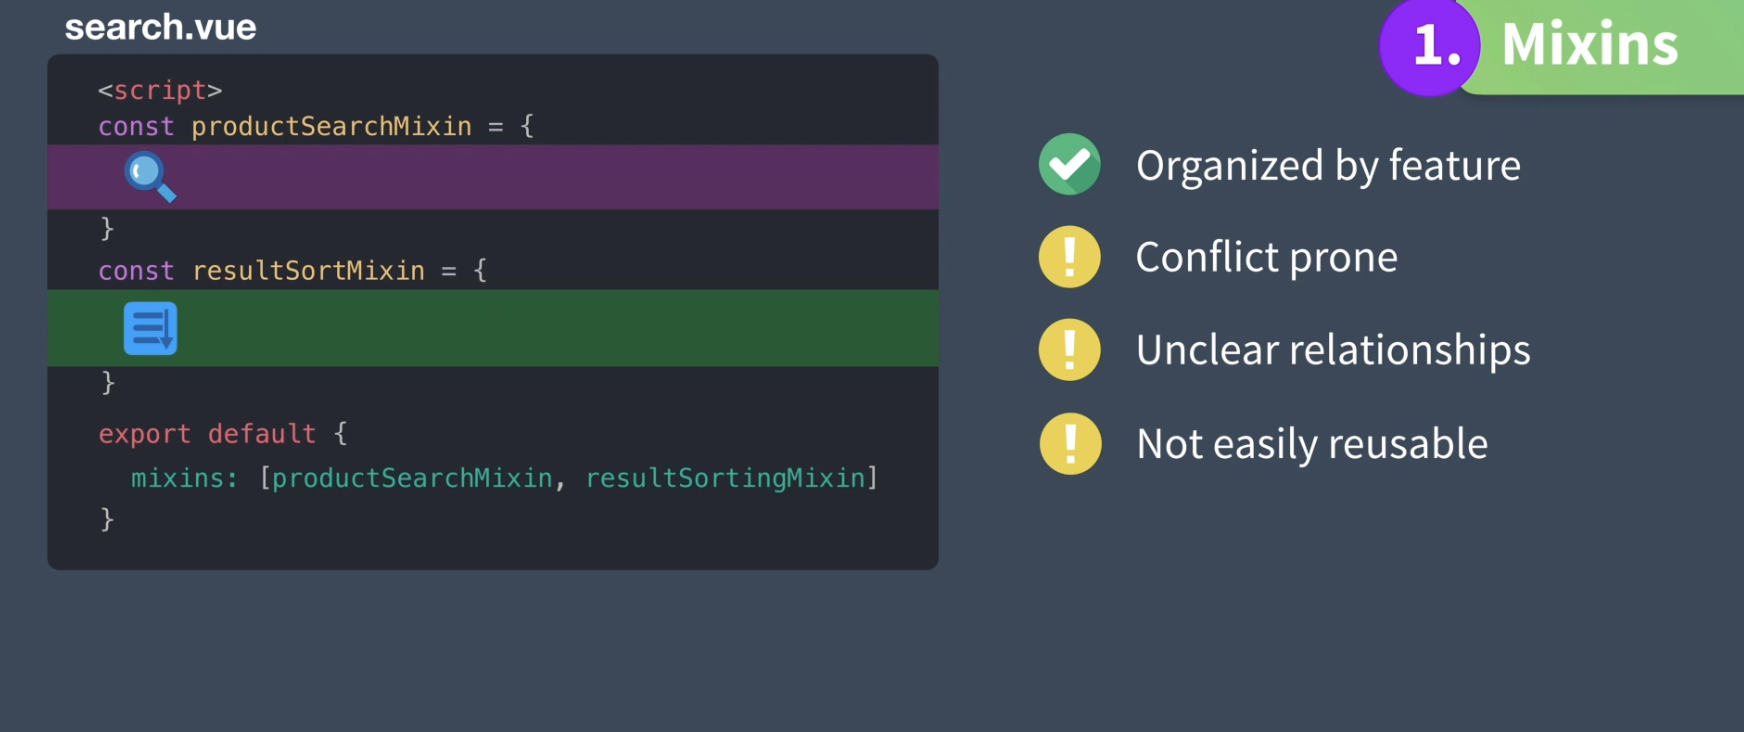 search.vue
<script>
const productSearchMixin = {
}
const resultSortMixin = {
}
export default {
mixins: [productSearchMixin, resultSortingMixin]
}
1. Mixins
Organized by feature
! Conflict prone
! Unclear relationships
! Not easily reusable